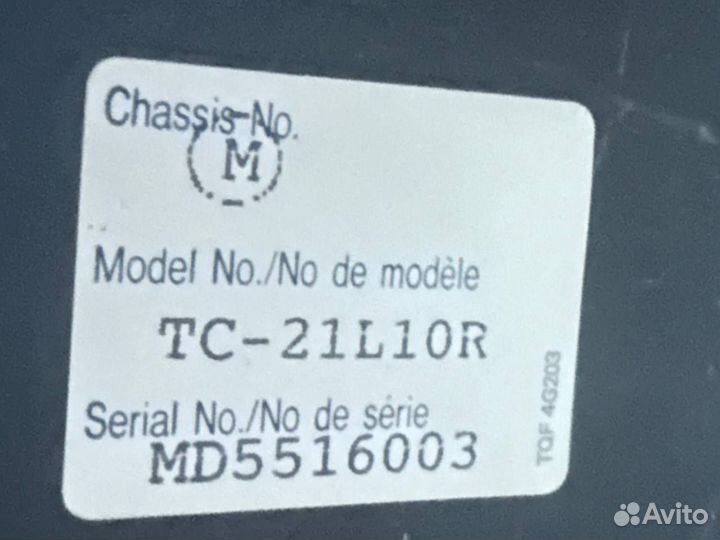 Chassis No.
M
Model No./No de modèle
TC-21L10R
Serial No./No de série
MD5516003
TQF 4G203
Avito